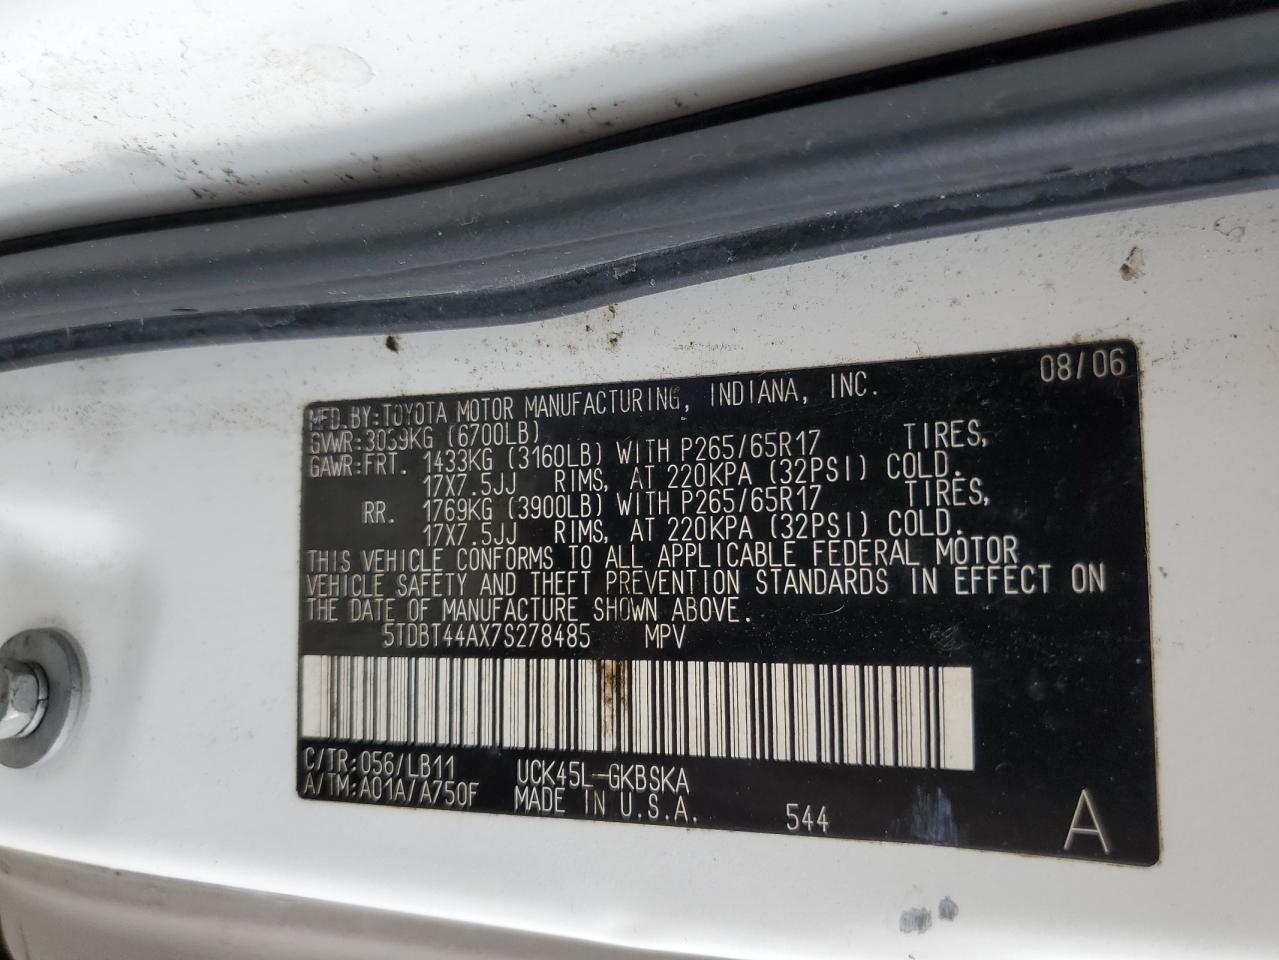 MFD.BY:TOYOTA MOTOR MANUFACTURING, INDIANA, INC. 08/06
GVWR:3039KG (6700LB)
GAWR:FRT. 1433KG (3160LB) WITH P265/65R17 TIRES,
17X7.5JJ RIMS, AT 220KPA (32PSI) COLD.
RR. 1769KG (3900LB) WITH P265/65R17 TIRES,
17X7.5JJ RIMS, AT 220KPA (32PSI) COLD.
THIS VEHICLE CONFORMS TO ALL APPLICABLE FEDERAL MOTOR
VEHICLE SAFETY AND THEFT PREVENTION STANDARDS IN EFFECT ON
THE DATE OF MANUFACTURE SHOWN ABOVE.
5TDBT44AX7S278485 MPV
C/TR:056/LB11 UCK45L-GKBSKA
A/TM:A01A/A750F MADE IN U.S.A. 544 A